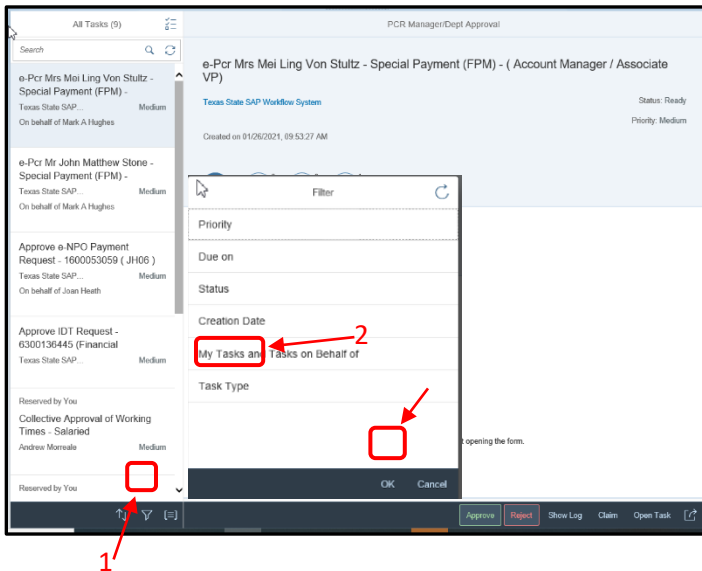 All Tasks (9)
Search
e-Pcr Mrs Mei Ling Von Stultz -
Special Payment (FPM) -
Texas State SAP... Medium
On behalf of Mark A Hughes
e-Pcr Mr John Matthew Stone -
Special Payment (FPM) -
Texas State SAP... Medium
On behalf of Mark A Hughes
Approve e-NPO Payment
Request - 1600053059 ( JH06 )
Texas State SAP... Medium
On behalf of Joan Heath
Approve IDT Request -
6300136445 (Financial
Texas State SAP... Medium
Reserved by You
Collective Approval of Working
Times - Salaried
Andrew Morreale Medium
Reserved by You
1
PCR Manager/Dept Approval
e-Pcr Mrs Mei Ling Von Stultz - Special Payment (FPM) - ( Account Manager / Associate
VP)
Texas State SAP Workflow System Status: Ready
Priority: Medium
Created on 01/26/2021, 09:53:27 AM
Filter
Priority
Due on
Status
Creation Date
2
My Tasks and Tasks on Behalf of
Task Type
t opening the form.
OK Cancel
Approve Reject Show Log Claim Open Task